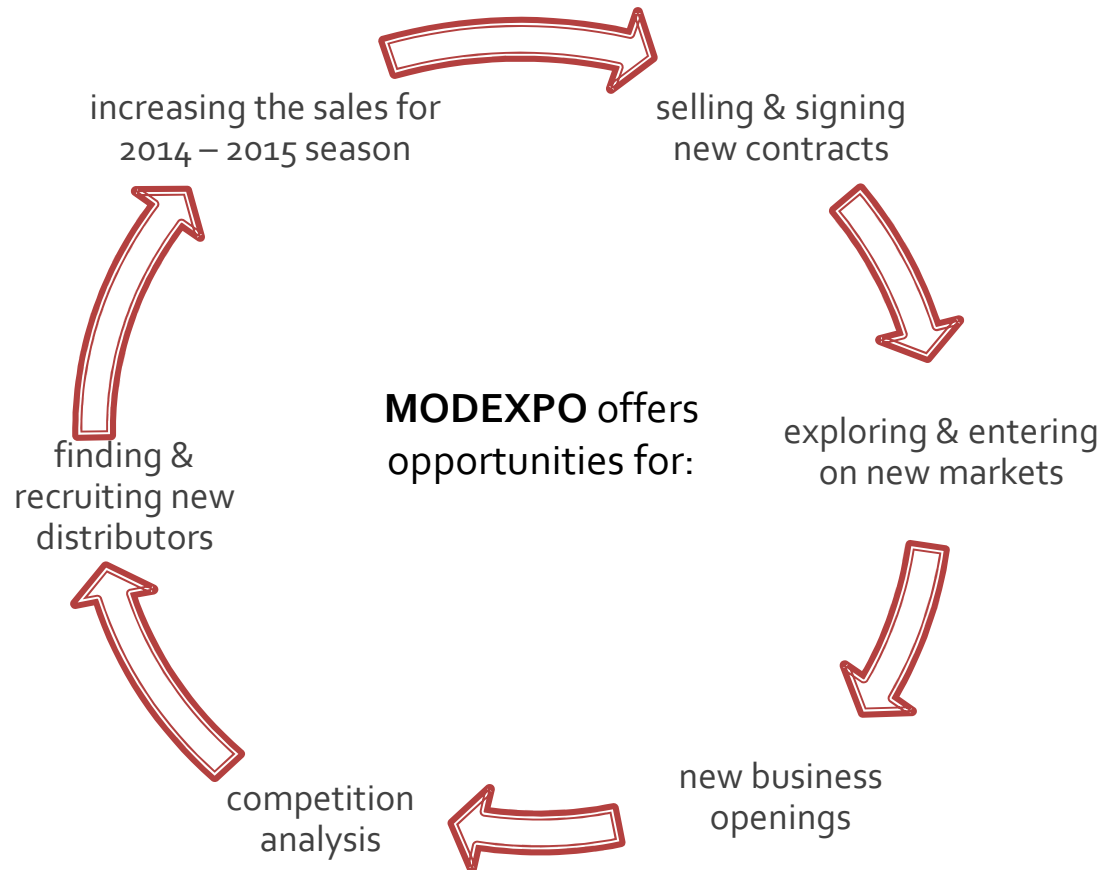 increasing the sales for
2014 – 2015 season
selling & signing
new contracts
MODEXPO offers
opportunities for:
exploring & entering
on new markets
finding &
recruiting new
distributors
new business
openings
competition
analysis